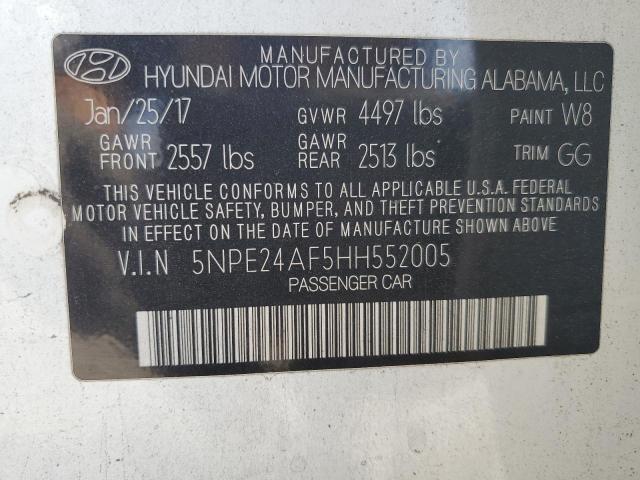 MANUFACTURED BY
HYUNDAI MOTOR MANUFACTURING ALABAMA, LLC
Jan/25/17 GVWR 4497 lbs PAINT W8
GAWR FRONT 2557 lbs GAWR REAR 2513 lbs TRIM GG
THIS VEHICLE CONFORMS TO ALL APPLICABLE U.S.A. FEDERAL
MOTOR VEHICLE SAFETY, BUMPER, AND THEFT PREVENTION STANDARDS
IN EFFECT ON THE DATE OF MANUFACTURE SHOWN ABOVE
V.I.N 5NPE24AF5HH552005
PASSENGER CAR